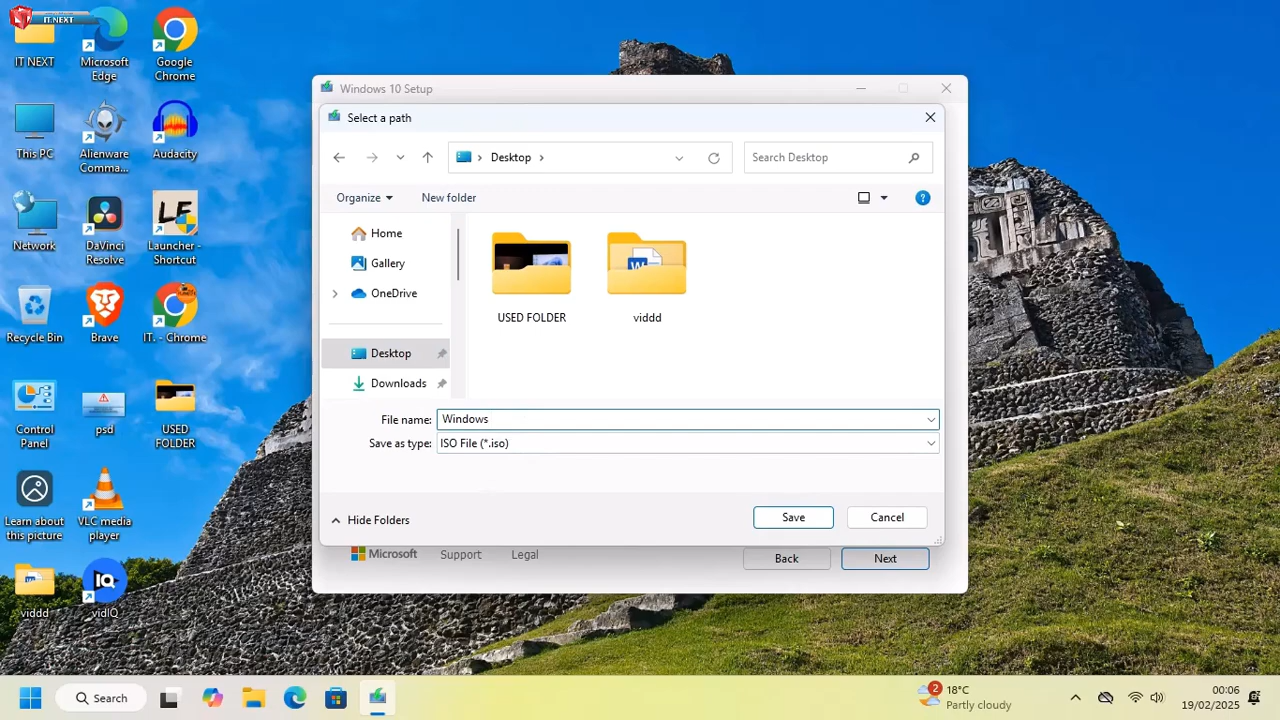 IT.NEXT
IT NEXT
Microsoft
Edge
Google
Chrome
This PC
Alienware
Comma...
Audacity
Network
DaVinci
Resolve
Launcher -
Shortcut
Recycle Bin
Brave
IT. - Chrome
Control
Panel
psd
USED
FOLDER
Learn about
this picture
VLC media
player
viddd
vidIQ
Windows 10 Setup
Select a path
Desktop
Search Desktop
Organize
New folder
Home
Gallery
OneDrive
Desktop
Downloads
USED FOLDER
viddd
File name: Windows
Save as type: ISO File (*.iso)
Hide Folders
Save
Cancel
Microsoft
Support
Legal
Back
Next
Search
2
18°C
Partly cloudy
00:06
19/02/2025